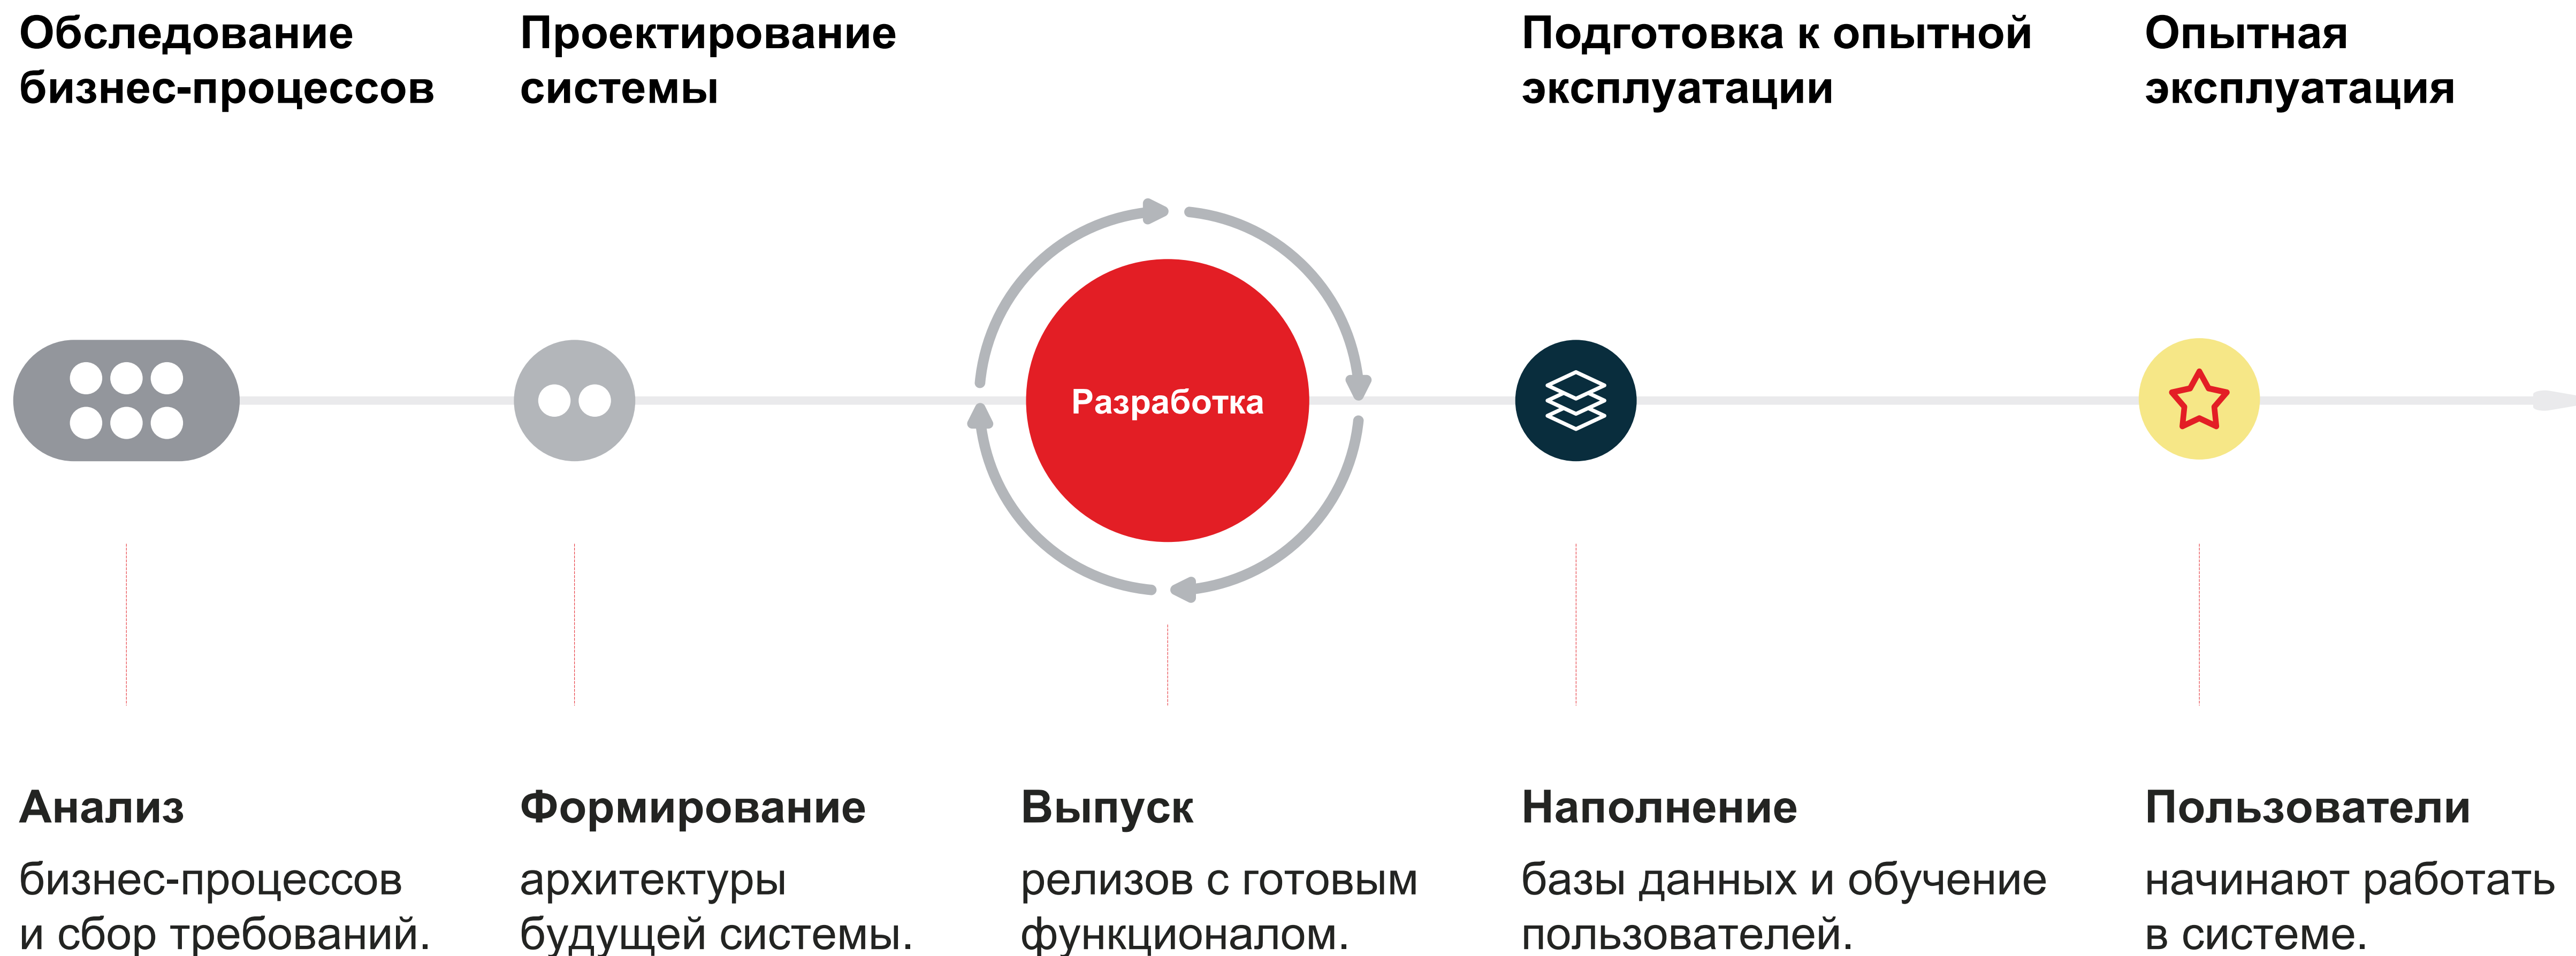 Обследование
бизнес-процессов
Проектирование
системы
Подготовка к опытной
эксплуатации
Опытная
эксплуатация
Разработка
Анализ
бизнес-процессов
и сбор требований.
Формирование
архитектуры
будущей системы.
Выпуск
релизов с готовым
функционалом.
Наполнение
базы данных и обучение
пользователей.
Пользователи
начинают работать
в системе.